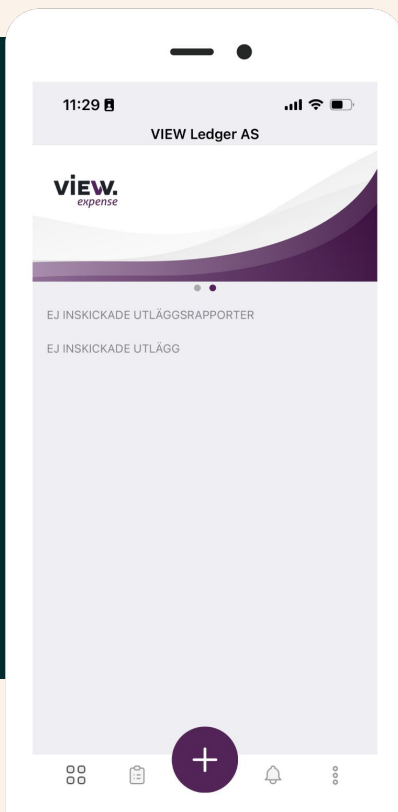 11:29
VIEW Ledger AS
view.
expense
EJ INSKICKADE UTLÄGGSRAPPORTER
EJ INSKICKADE UTLÄGG